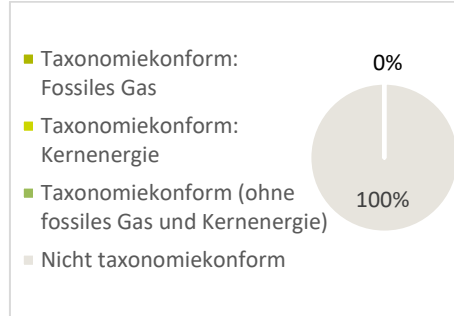 Taxonomiekonform:
Fossiles Gas
Taxonomiekonform:
Kernenergie
Taxonomiekonform (ohne
fossiles Gas und Kernenergie)
Nicht taxonomiekonform
0%
100%